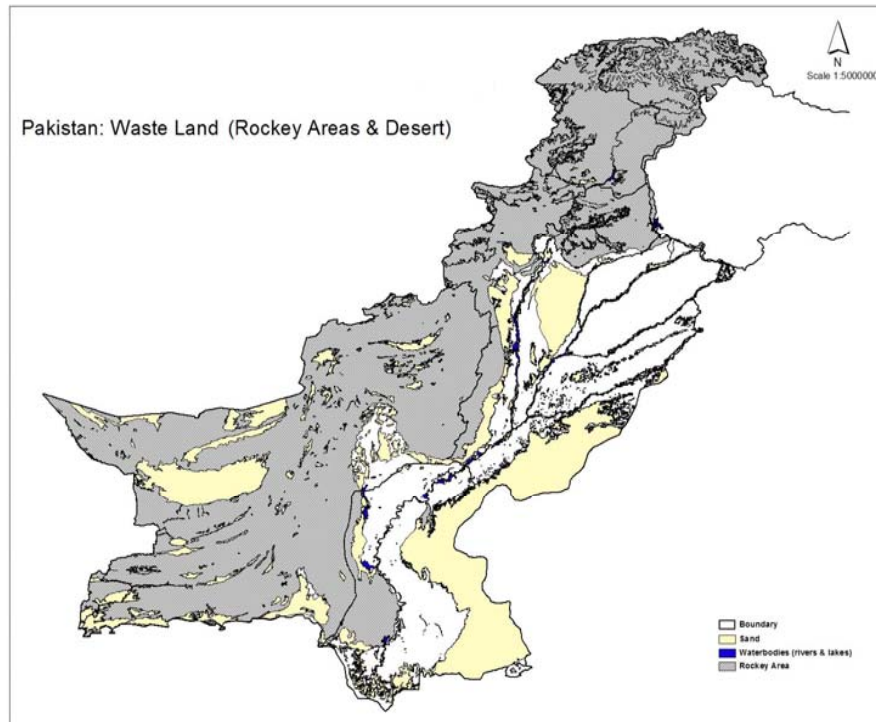 N
Scale 1:5000000
Pakistan: Waste Land (Rockey Areas & Desert)
Boundary
Sand
Waterbodies (rivers & lakes)
Rockey Area